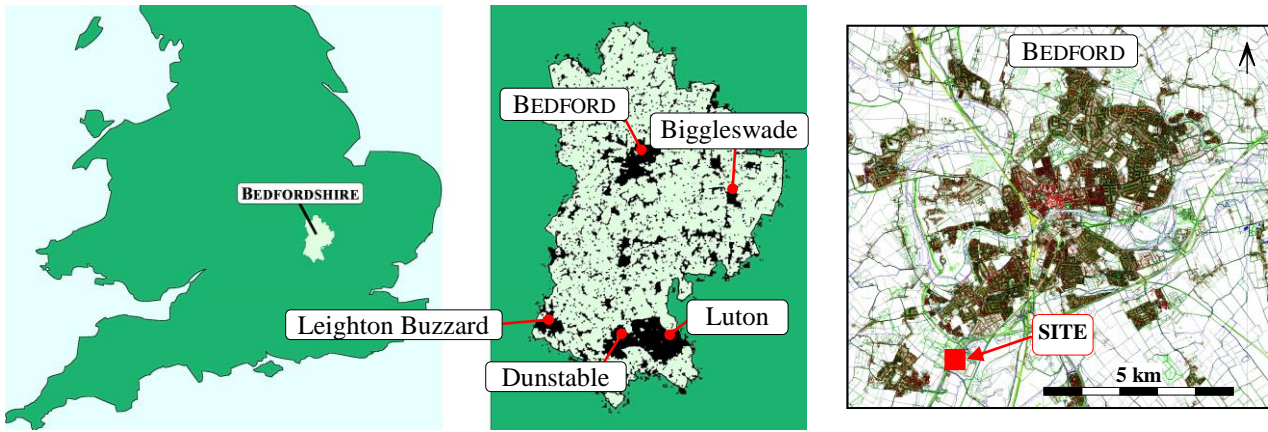 BEDFORDSHIRE
BEDFORD
Biggleswade
Leighton Buzzard
Luton
Dunstable
BEDFORD
SITE
5 km